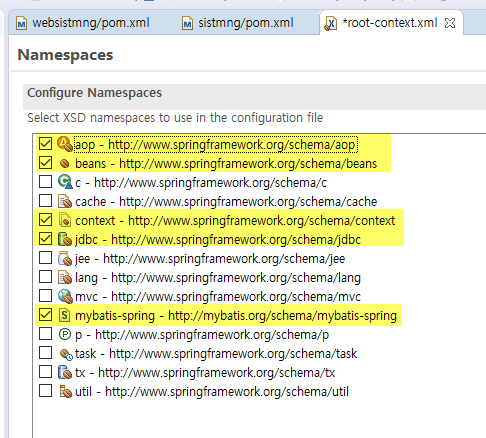 websistmng/pom.xml sistmng/pom.xml *root-context.xml
Namespaces
Configure Namespaces
Select XSD namespaces to use in the configuration file
aop - http://www.springframework.org/schema/aop
beans - http://www.springframework.org/schema/beans
c - http://www.springframework.org/schema/c
cache - http://www.springframework.org/schema/cache
context - http://www.springframework.org/schema/context
jdbc - http://www.springframework.org/schema/jdbc
jee - http://www.springframework.org/schema/jee
lang - http://www.springframework.org/schema/lang
mvc - http://www.springframework.org/schema/mvc
mybatis-spring - http://mybatis.org/schema/mybatis-spring
p - http://www.springframework.org/schema/p
task - http://www.springframework.org/schema/task
tx - http://www.springframework.org/schema/tx
util - http://www.springframework.org/schema/util